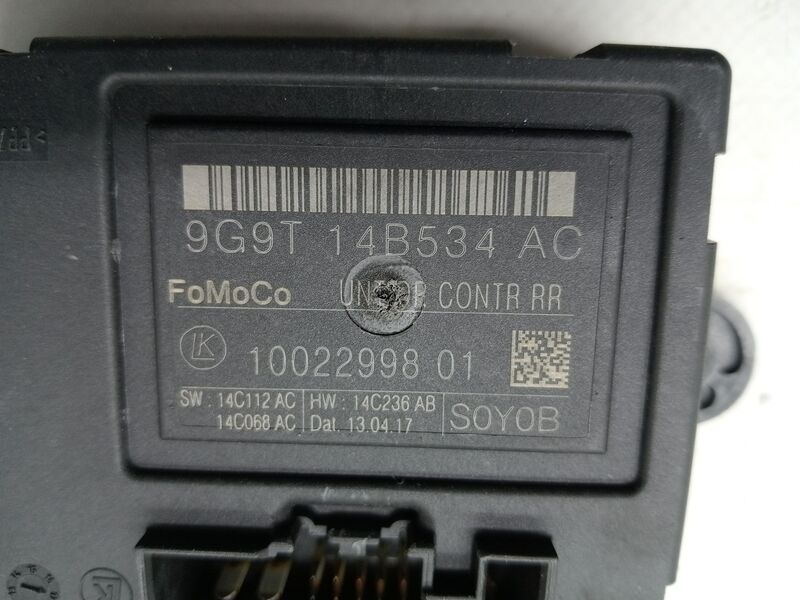 9G9T 14B534 AC
FoMoCo CONTR RR
LK 10022998 01
SW : 14C112 AC HW : 14C236 AB
14C068 AC Dat. 13.04.17 S0Y0B